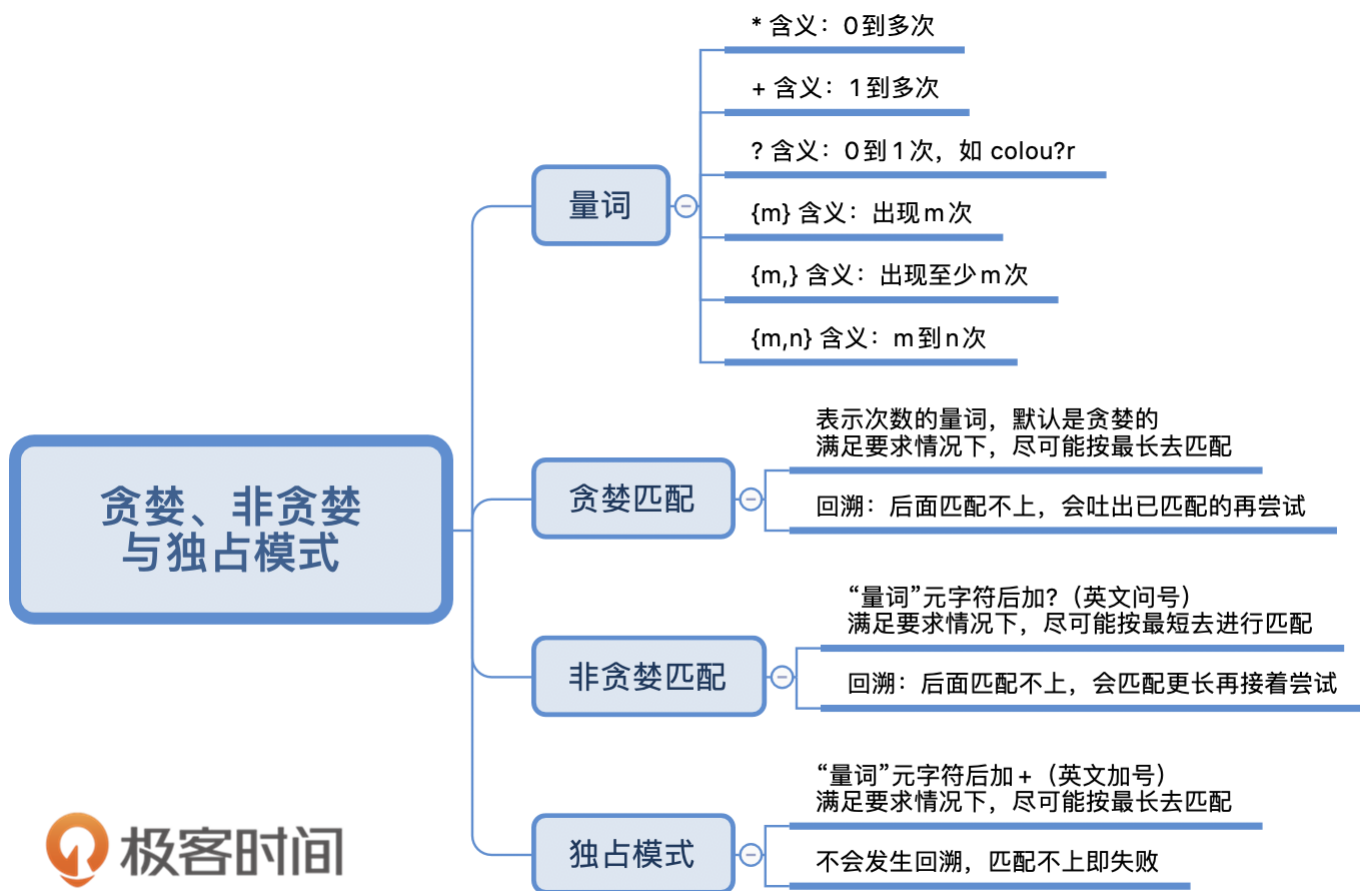 * 含义：0到多次
+ 含义：1到多次
? 含义：0到1次，如 colou?r
量词
{m} 含义：出现m次
{m,} 含义：出现至少m次
{m,n} 含义：m到n次
贪婪、非贪婪
与独占模式
表示次数的量词，默认是贪婪的
满足要求情况下，尽可能按最长去匹配
贪婪匹配
回溯：后面匹配不上，会吐出已匹配的再尝试
“量词”元字符后加?（英文问号）
满足要求情况下，尽可能按最短去进行匹配
非贪婪匹配
回溯：后面匹配不上，会匹配更长再接着尝试
“量词”元字符后加+（英文加号）
满足要求情况下，尽可能按最长去匹配
独占模式
不会发生回溯，匹配不上即失败
极客时间